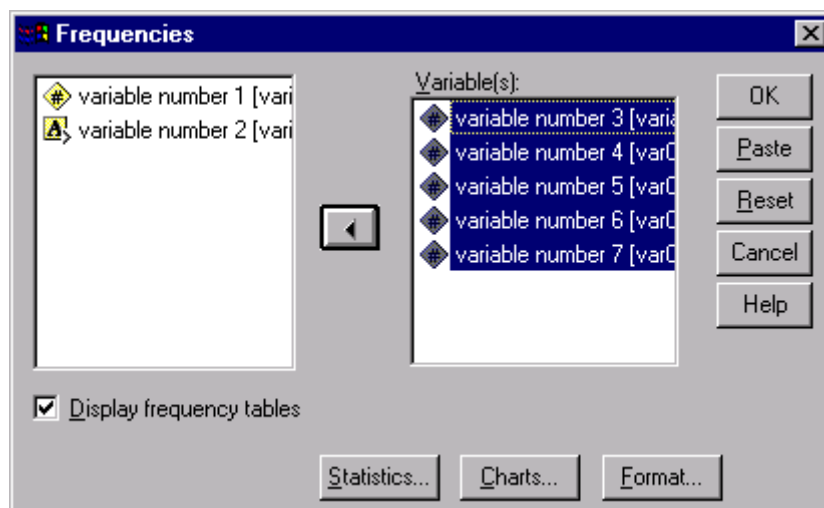 Frequencies
variable number 1 [vari
variable number 2 [vari
Variable(s):
variable number 3 [varia
variable number 4 [var0
variable number 5 [var0
variable number 6 [var0
variable number 7 [var0
OK
Paste
Reset
Cancel
Help
Display frequency tables
Statistics...
Charts...
Format...